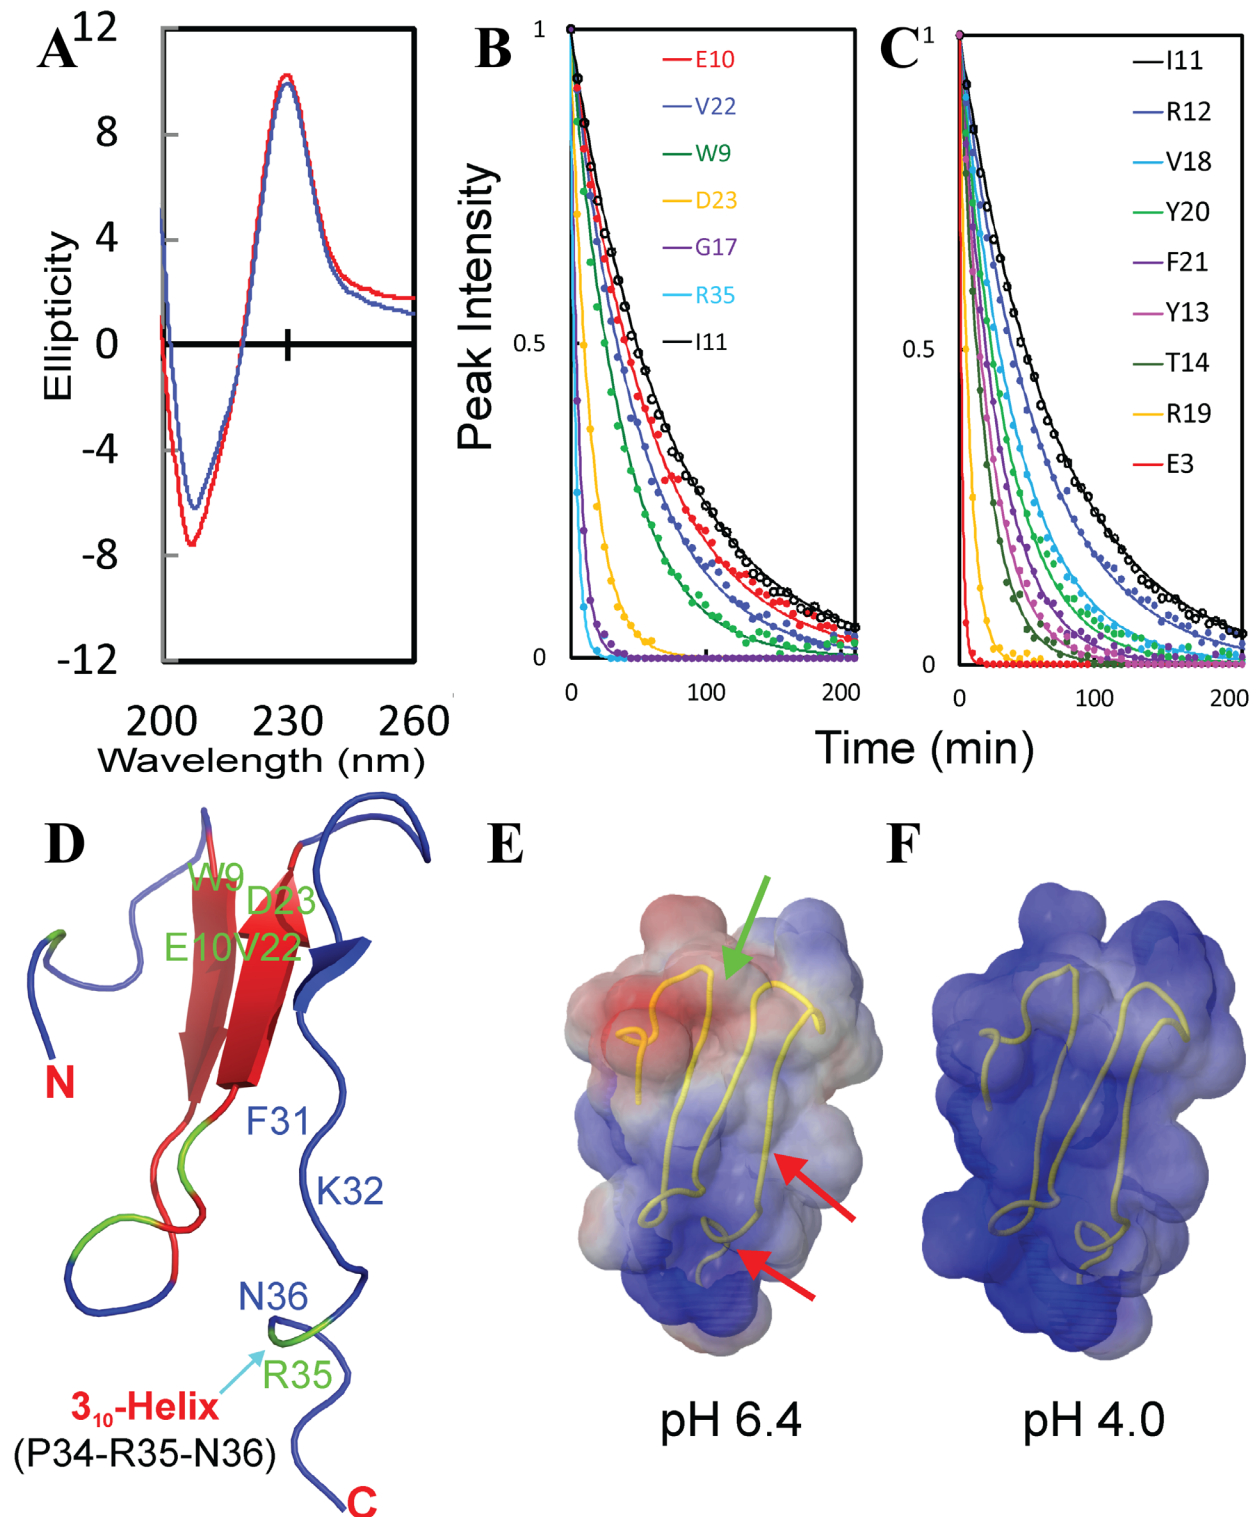 A
12
8
4
0
-4
-8
-12
Ellipticity
200 230 260
Wavelength (nm)
B
1
0.5
0
Peak Intensity
E10
V22
W9
D23
G17
R35
I11
0 100 200
C
1
0.5
0
I11
R12
V18
Y20
F21
Y13
T14
R19
E3
0 100 200
Time (min)
D
W9
D23
E10V22
N
F31
K32
N36
R35
3₁₀-Helix
(P34-R35-N36)
C
E
pH 6.4
F
pH 4.0